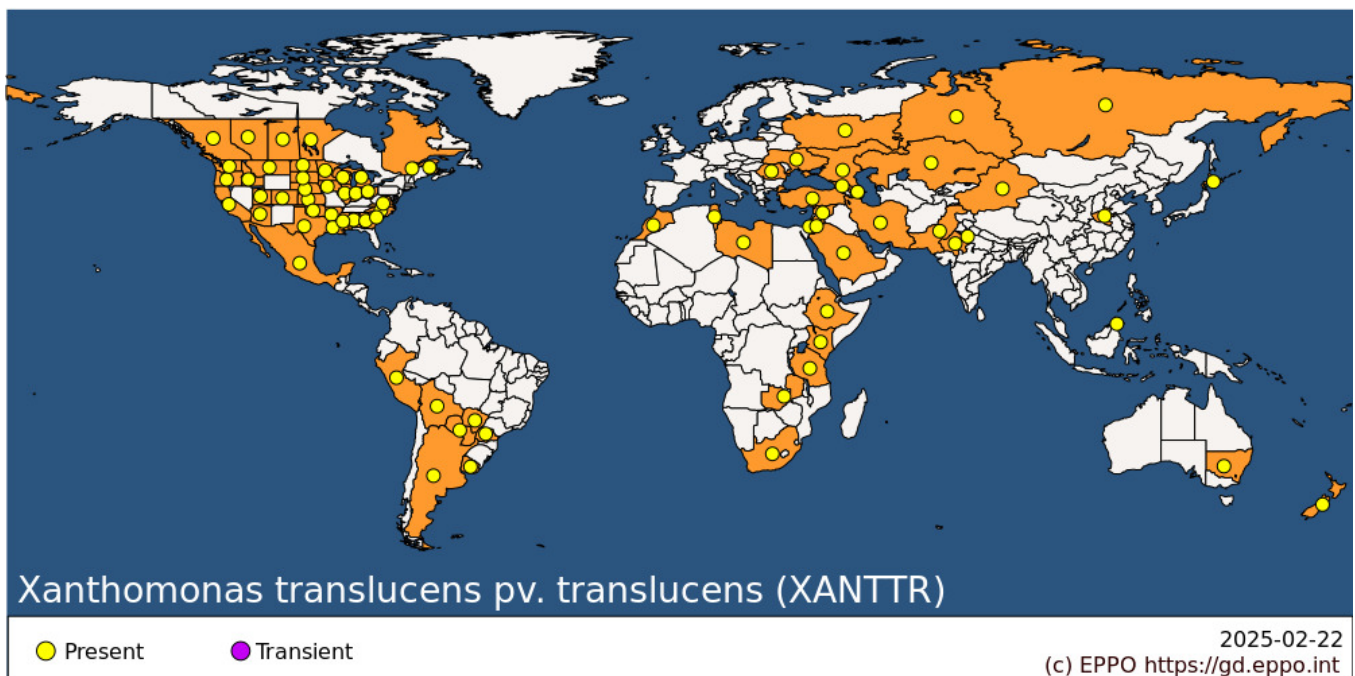 Xanthomonas translucens pv. translucens (XANTTR)
Present
Transient
2025-02-22
(c) EPPO https://gd.eppo.int